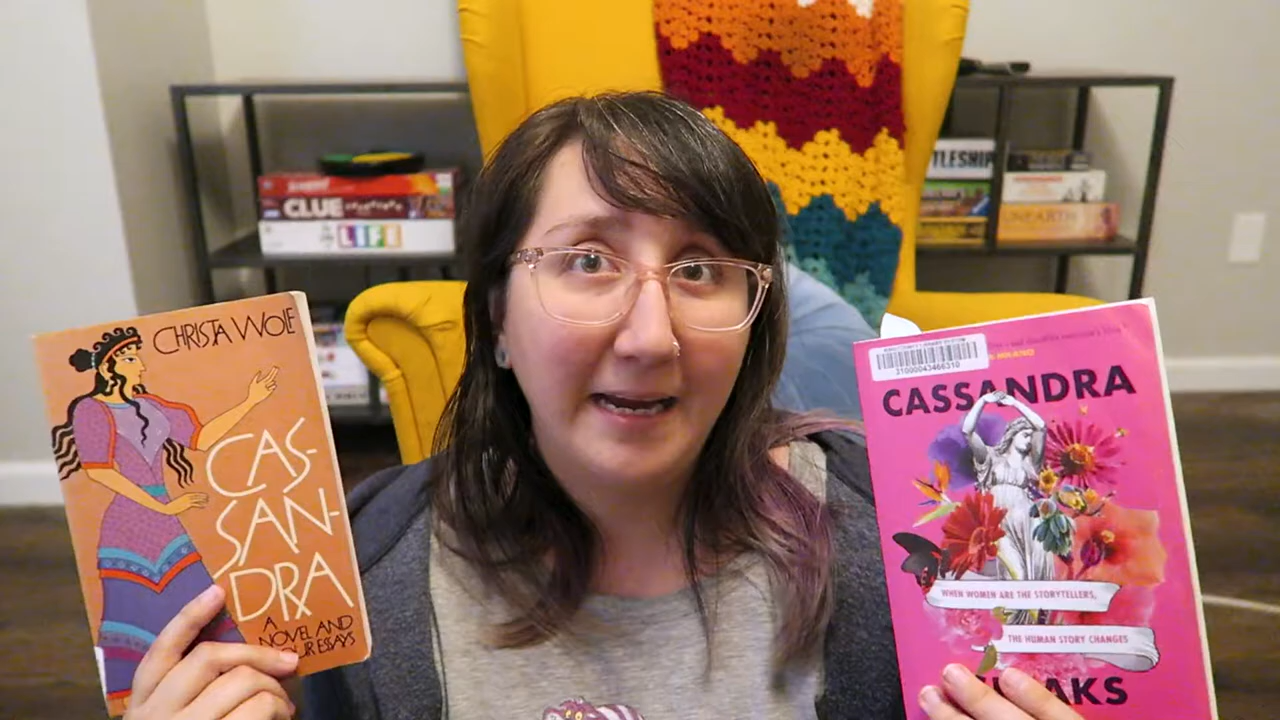 CHRISTA WOLF
CAS-
SAN-
DRA
A
NOVEL AND
FOUR ESSAYS
CASSANDRA
WHEN WOMEN ARE THE STORYTELLERS,
THE HUMAN STORY CHANGES
CLUE
LIFE
UNEARTH